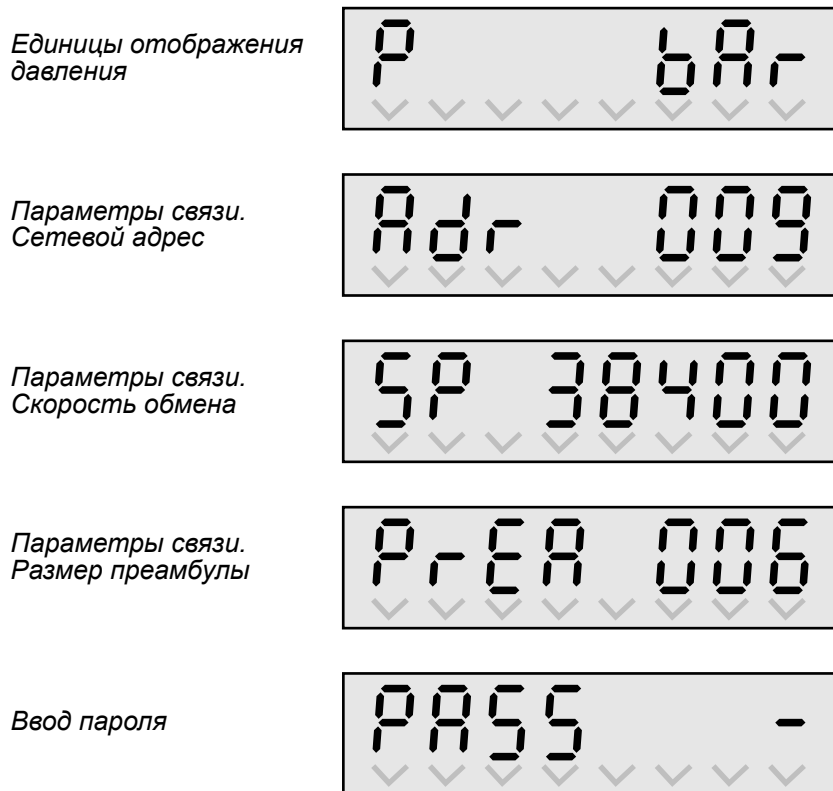 Единицы отображения
давления
P bAr
Параметры связи.
Сетевой адрес
Adr 009
Параметры связи.
Скорость обмена
SP 38400
Параметры связи.
Размер преамбулы
PrEA 006
Ввод пароля
PASS -